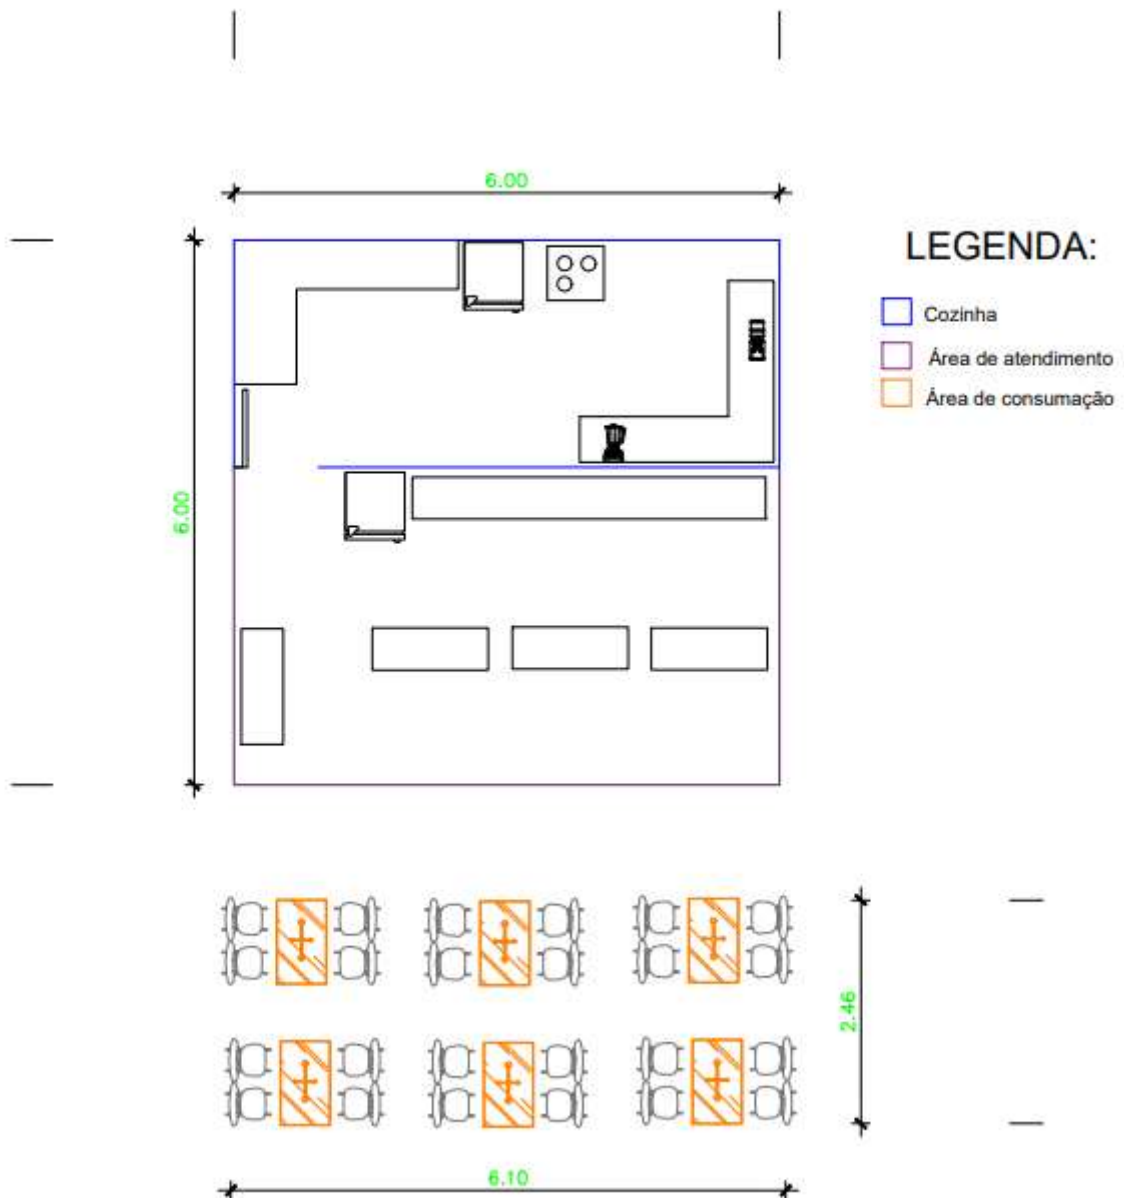 6.00
LEGENDA:
Cozinha
Área de atendimento
Área de consumação
6.00
2.46
6.10